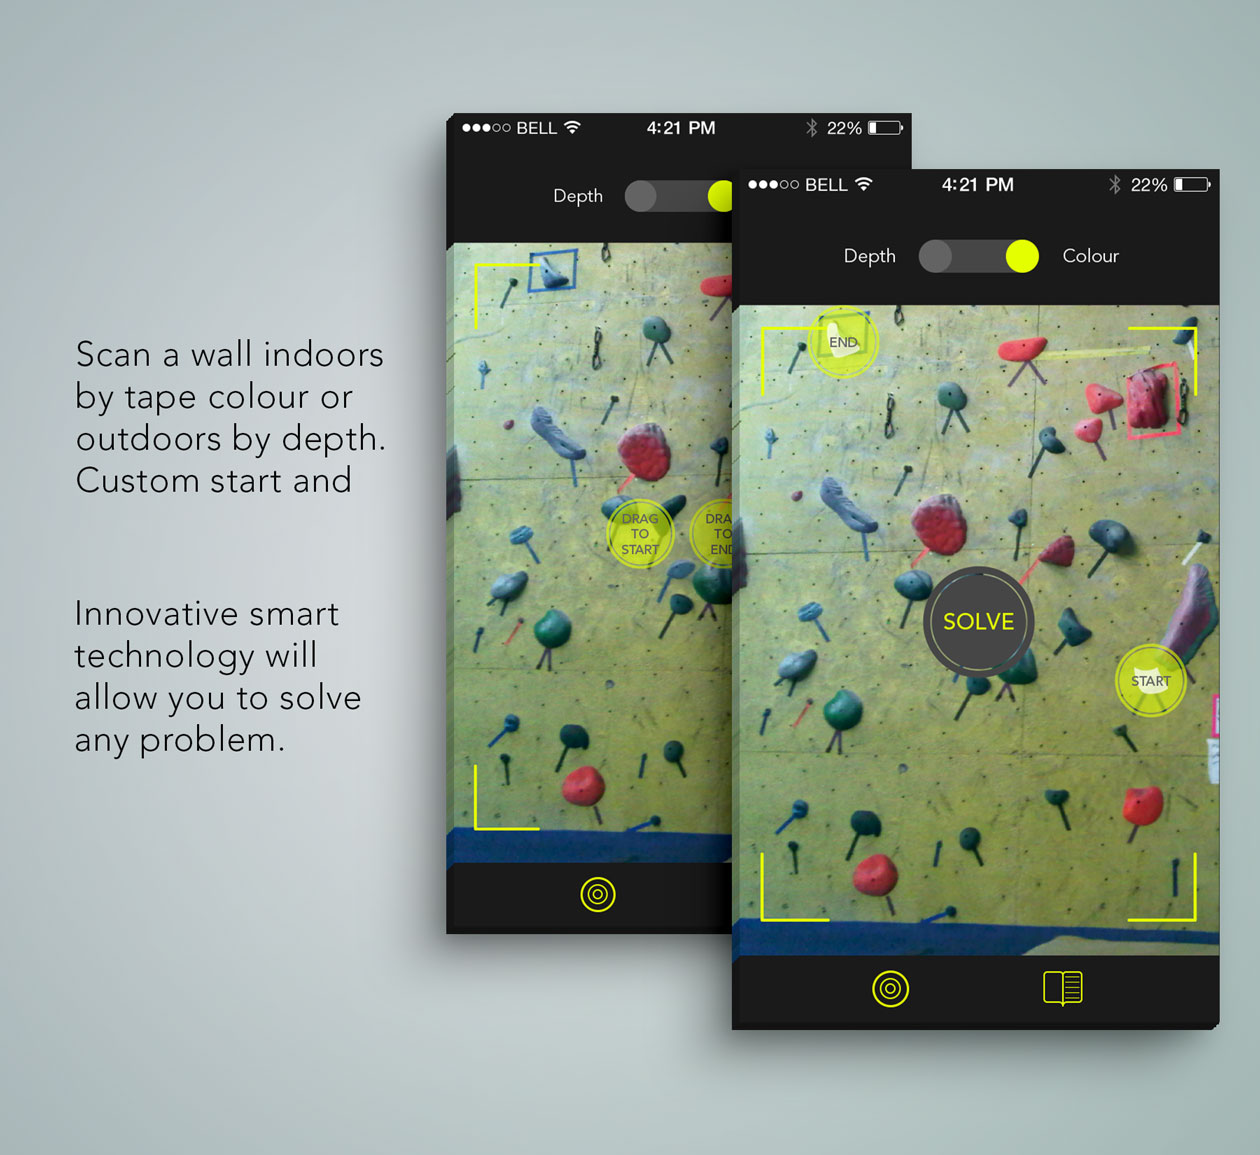 Scan a wall indoors
by tape colour or
outdoors by depth.
Custom start and
Innovative smart
technology will
allow you to solve
any problem.
BELL 4:21 PM 22%
Depth
DRAG
TO
START
DRA
TO
EN
BELL 4:21 PM 22%
Depth Colour
END
SOLVE
START